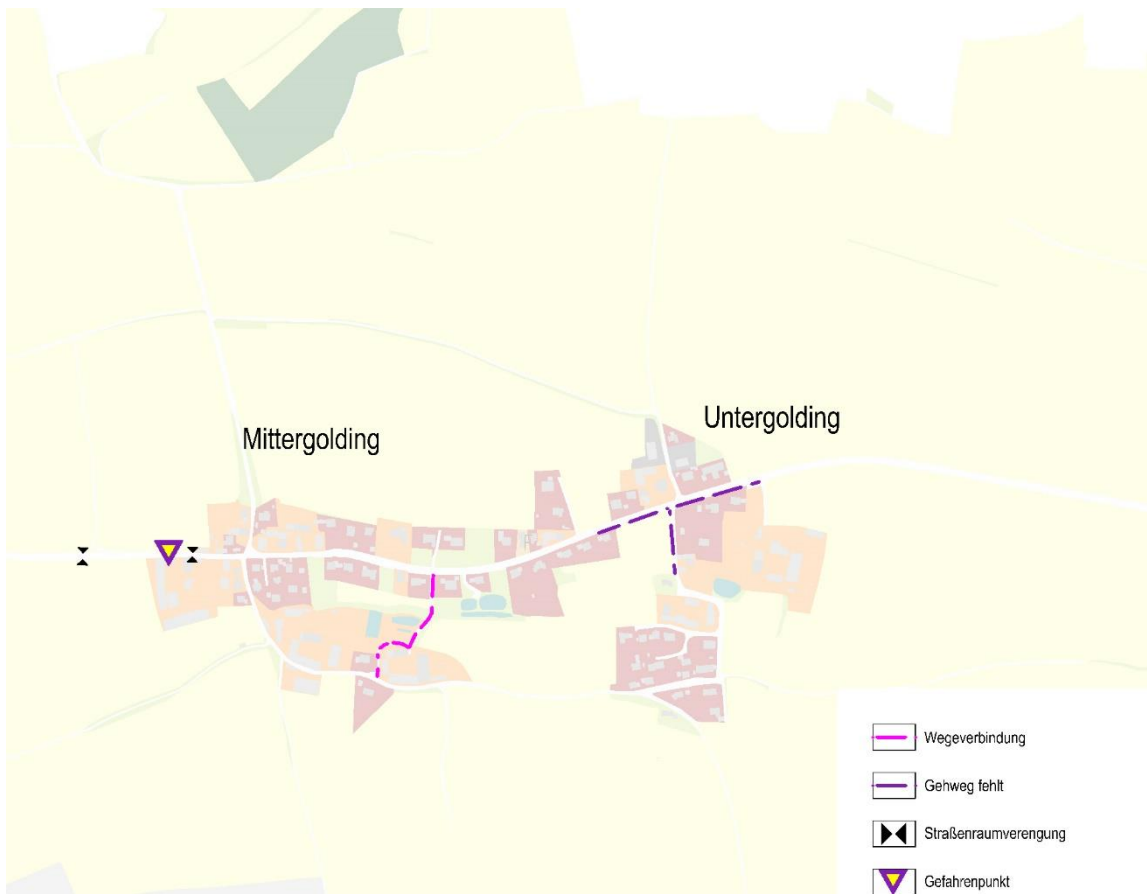 Untergolding
Mittergolding
Wegeverbindung
Gehweg fehlt
Straßenraumverengung
Gefahrenpunkt